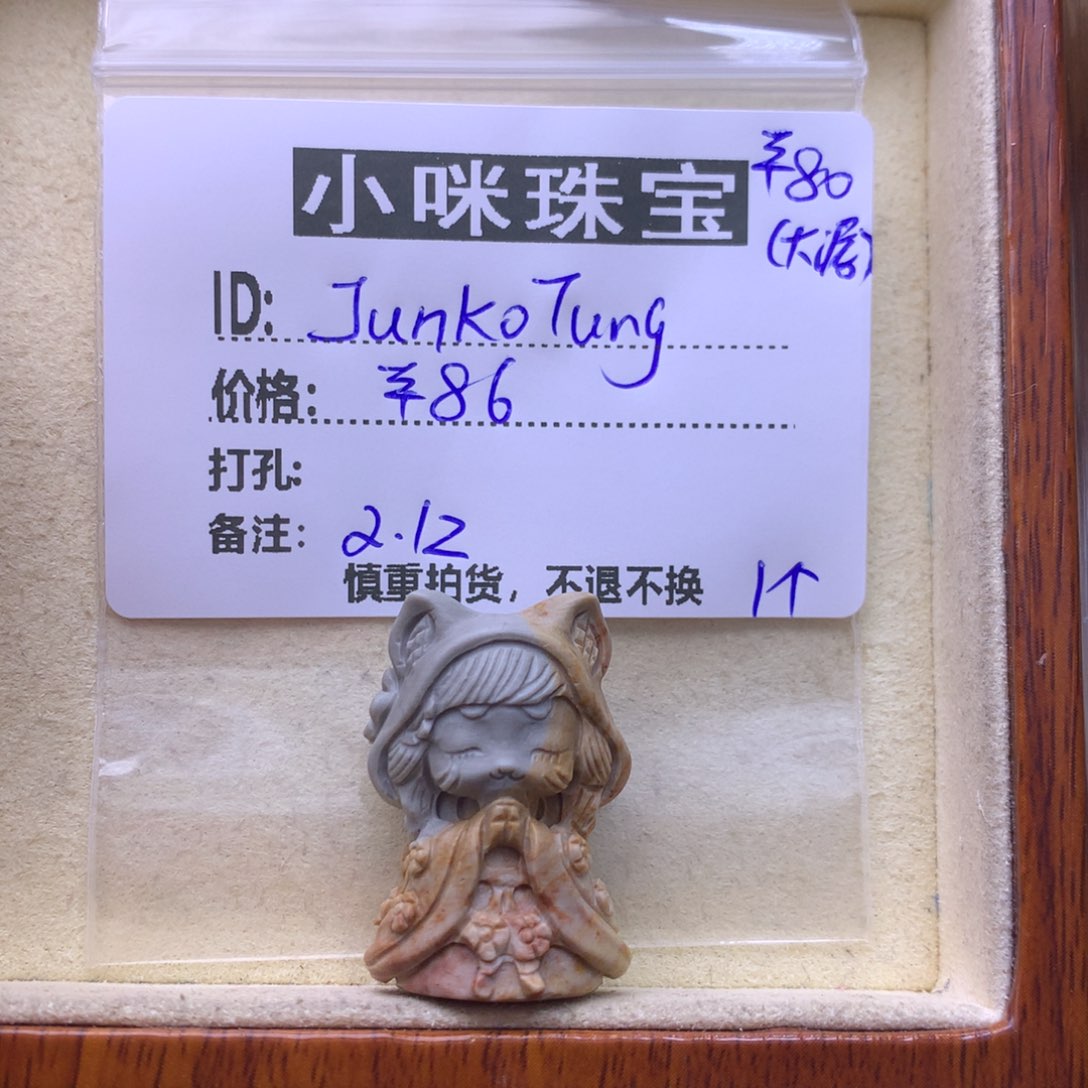 小咪珠宝
¥80
ID: JunkoTung
价格: ¥86
打孔:
备注: 2.12
慎重拍货，不退不换
1个